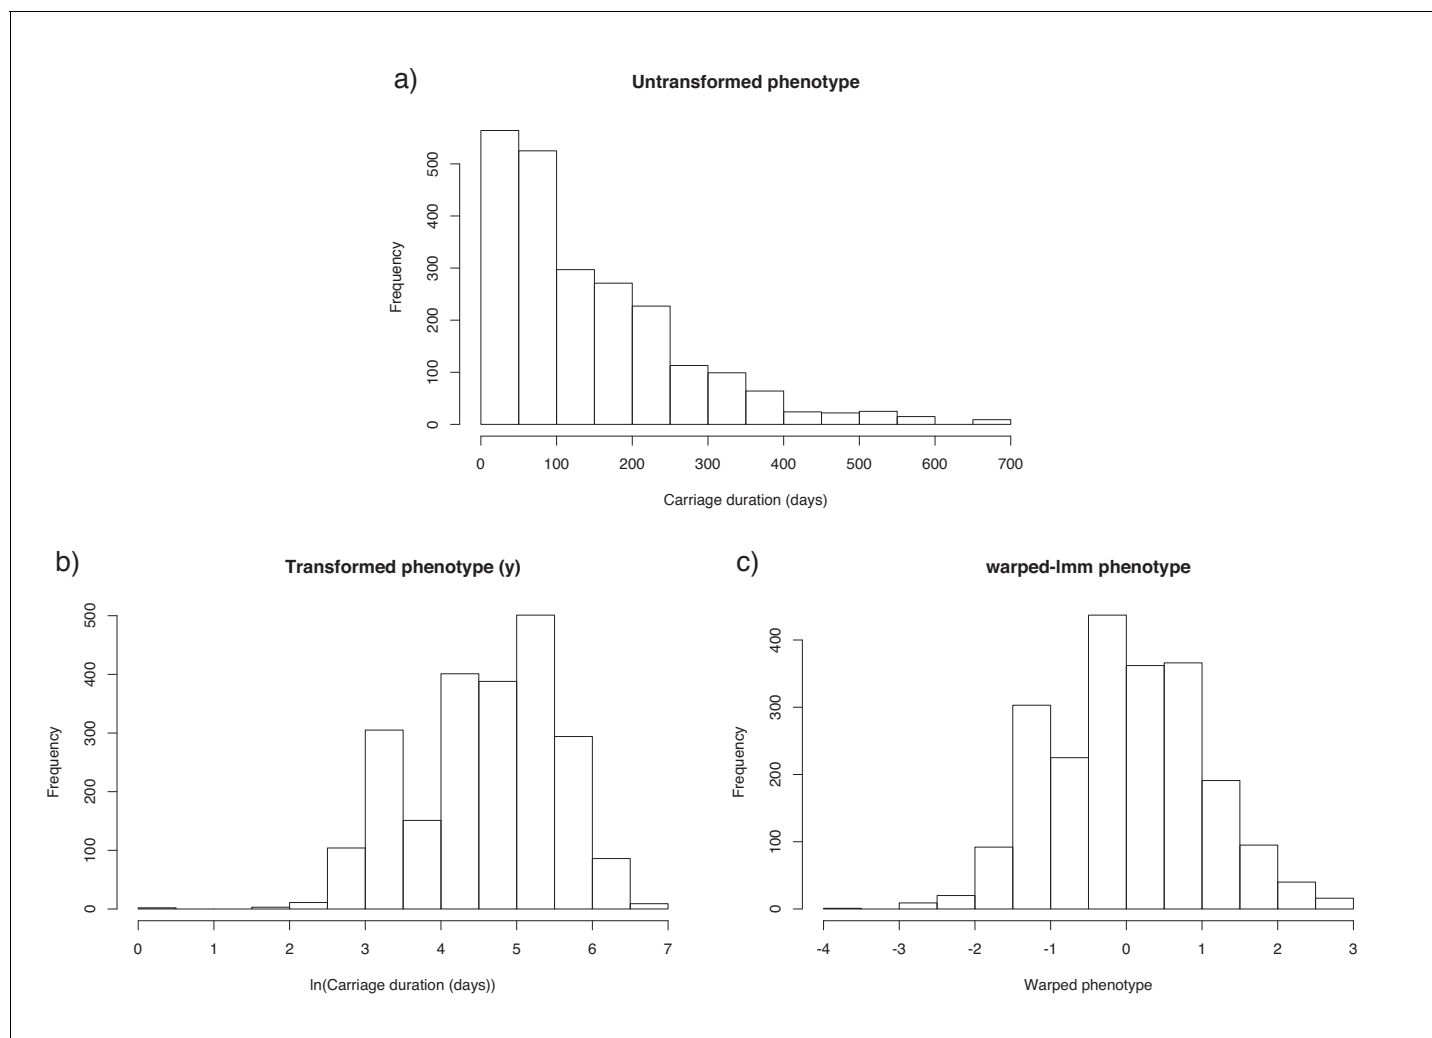 a)
Untransformed phenotype
500
400
300
200
100
0
Frequency
0 100 200 300 400 500 600 700
Carriage duration (days)
b)
Transformed phenotype (y)
500
400
300
200
100
0
Frequency
0 1 2 3 4 5 6 7
ln(Carriage duration (days))
c)
warped-lmm phenotype
400
300
200
100
0
Frequency
-4 -3 -2 -1 0 1 2 3
Warped phenotype